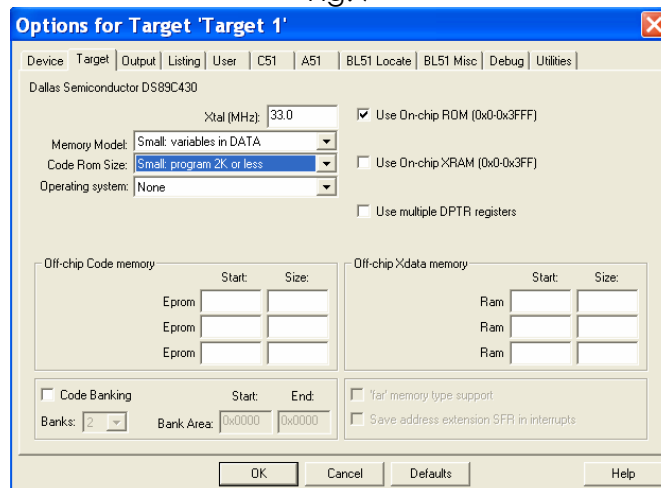 Options for Target 'Target 1'
Device Target Output Listing User C51 A51 BL51 Locate BL51 Misc Debug Utilities
Dallas Semiconductor DS89C430
Xtal (MHz): 33.0
Use On-chip ROM (0x0-0x3FFF)
Memory Model: Small: variables in DATA
Code Rom Size: Small: program 2K or less
Use On-chip XRAM (0x0-0x3FF)
Operating system: None
Use multiple DPTR registers
Off-chip Code memory
Start: Size:
Eprom
Eprom
Eprom
Off-chip Xdata memory
Start: Size:
Ram
Ram
Ram
Code Banking Start: End:
Banks: 2 Bank Area: 0x0000 0x0000
'far' memory type support
Save address extension SFR in interrupts
OK Cancel Defaults Help